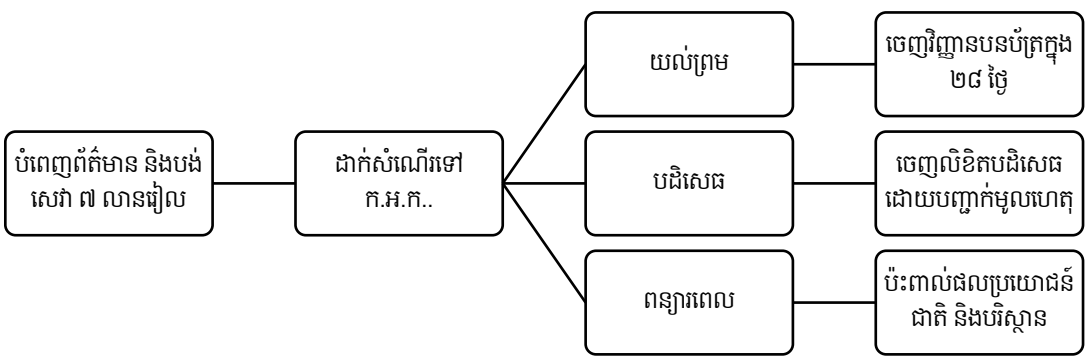 បំពេញព័ត៌មាន និងបង់
សេវា ៧ លានរៀល
ដាក់សំណើរទៅ
ក.អ.ក..
យល់ព្រម
ចេញវិញ្ញានបនប័ត្រក្នុង
២៨ ថ្ងៃ
បដិសេធ
ចេញលិខិតបដិសេធ
ដោយបញ្ជាក់មូលហេតុ
ពន្យារពេល
ប៉ះពាល់ផលប្រយោជន៍
ជាតិ និងបរិស្ថាន